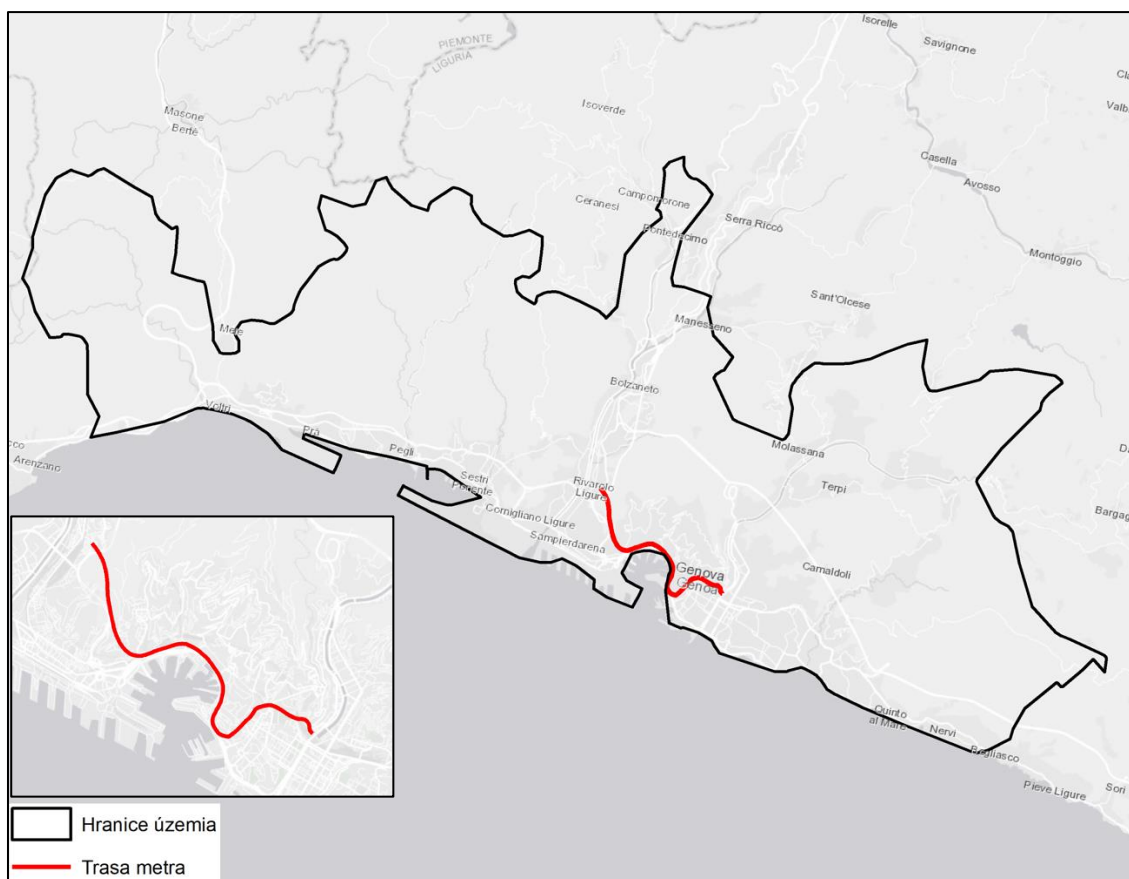 Isorelle
Savignone
PIEMONTE
LIGURIA
Isoverde
Masone
Berté
Casella
Avosso
Ceranesi
Campomorone
Serra Riccò
Pontedecimo
Montoggio
Sant'Olcese
Manesseno
Mele
Bolzaneto
Voltri
Pra
Pegli
Molassana
Arenzano
Sestri
Ponente
Rivarolo
Ligure
Terpi
Cornigliano Ligure
Sampierdarena
Genova
Genoa
Camaldoli
Quinto
al Mare
Nervi
Bogliasco
Pieve Ligure
Sori
Hranice územia
Trasa metra